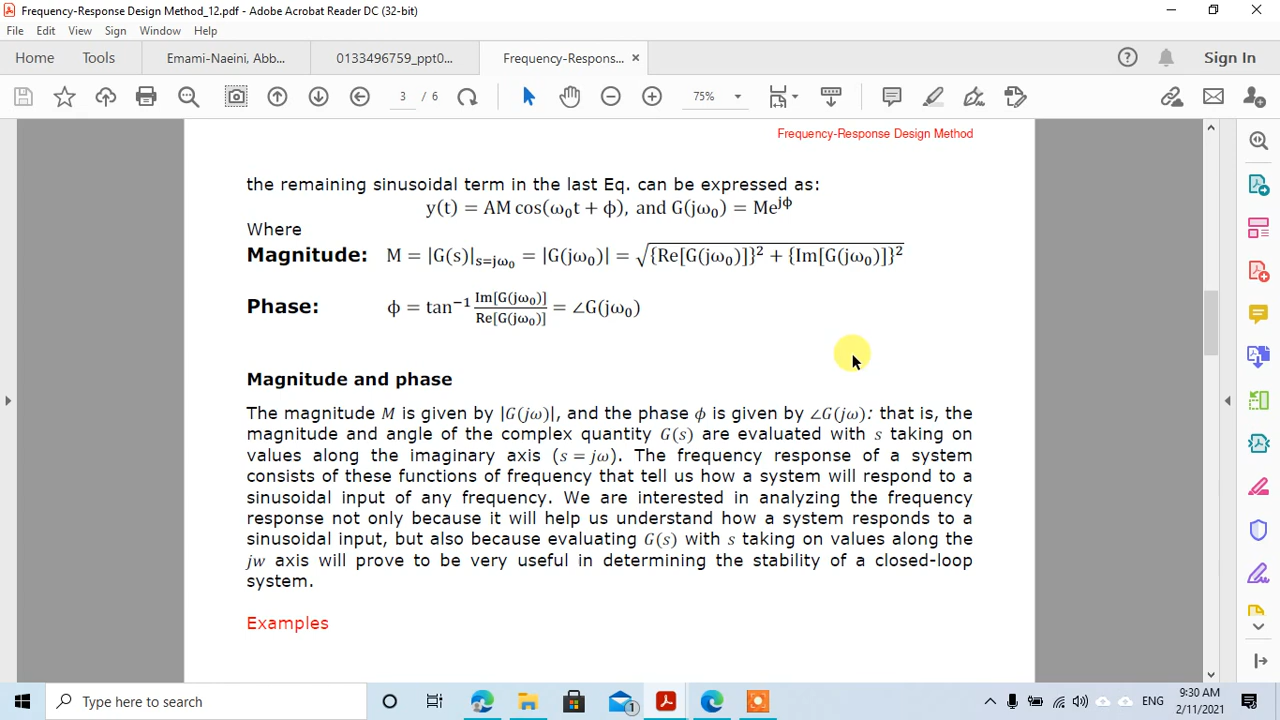 Frequency-Response Design Method_12.pdf - Adobe Acrobat Reader DC (32-bit)
File Edit View Sign Window Help
Home Tools Emami-Naeini, Abb... 0133496759_ppt0... Frequency-Respons... × Sign In
3 / 6 75%
Frequency-Response Design Method
the remaining sinusoidal term in the last Eq. can be expressed as:
y(t) = AM cos(ω₀t + ϕ), and G(jω₀) = Me^jϕ
Where
Magnitude: M = |G(s)|ₛ₌ⱼω₀ = |G(jω₀)| = √{Re[G(jω₀)]}² + {Im[G(jω₀)]}²
Phase: ϕ = tan⁻¹ Im[G(jω₀)]/Re[G(jω₀)] = ∠G(jω₀)
Magnitude and phase
The magnitude M is given by |G(jω)|, and the phase ϕ is given by ∠G(jω): that is, the
magnitude and angle of the complex quantity G(s) are evaluated with s taking on
values along the imaginary axis (s = jω). The frequency response of a system
consists of these functions of frequency that tell us how a system will respond to a
sinusoidal input of any frequency. We are interested in analyzing the frequency
response not only because it will help us understand how a system responds to a
sinusoidal input, but also because evaluating G(s) with s taking on values along the
jw axis will prove to be very useful in determining the stability of a closed-loop
system.
Examples
Type here to search
1
ENG
9:30 AM
2/11/2021